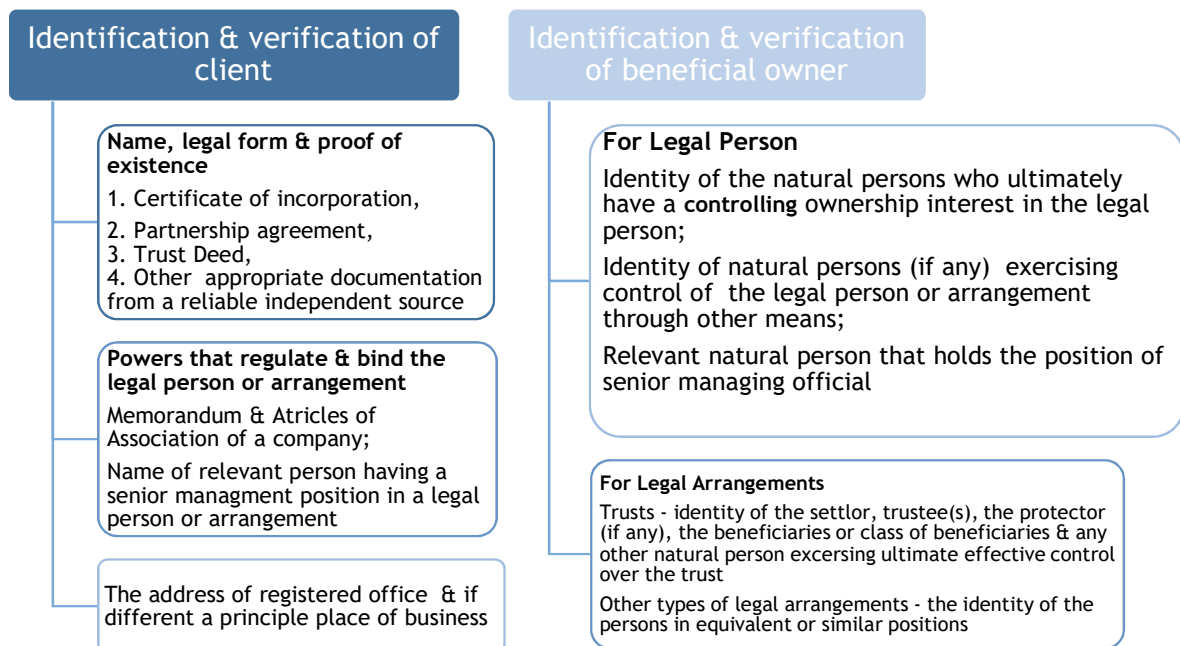 Identification & verification of
client
Name, legal form & proof of
existence
1. Certificate of incorporation,
2. Partnership agreement,
3. Trust Deed,
4. Other appropriate documentation
from a reliable independent source
Powers that regulate & bind the
legal person or arrangement
Memorandum & Atricles of
Association of a company;
Name of relevant person having a
senior managment position in a legal
person or arrangement
The address of registered office & if
different a principle place of business
Identification & verification
of beneficial owner
For Legal Person
Identity of the natural persons who ultimately
have a controlling ownership interest in the legal
person;
Identity of natural persons (if any) exercising
control of the legal person or arrangement
through other means;
Relevant natural person that holds the position of
senior managing official
For Legal Arrangements
Trusts - identity of the settlor, trustee(s), the protector
(if any), the beneficiaries or class of beneficiaries & any
other natural person excersing ultimate effective control
over the trust
Other types of legal arrangements - the identity of the
persons in equivalent or similar positions